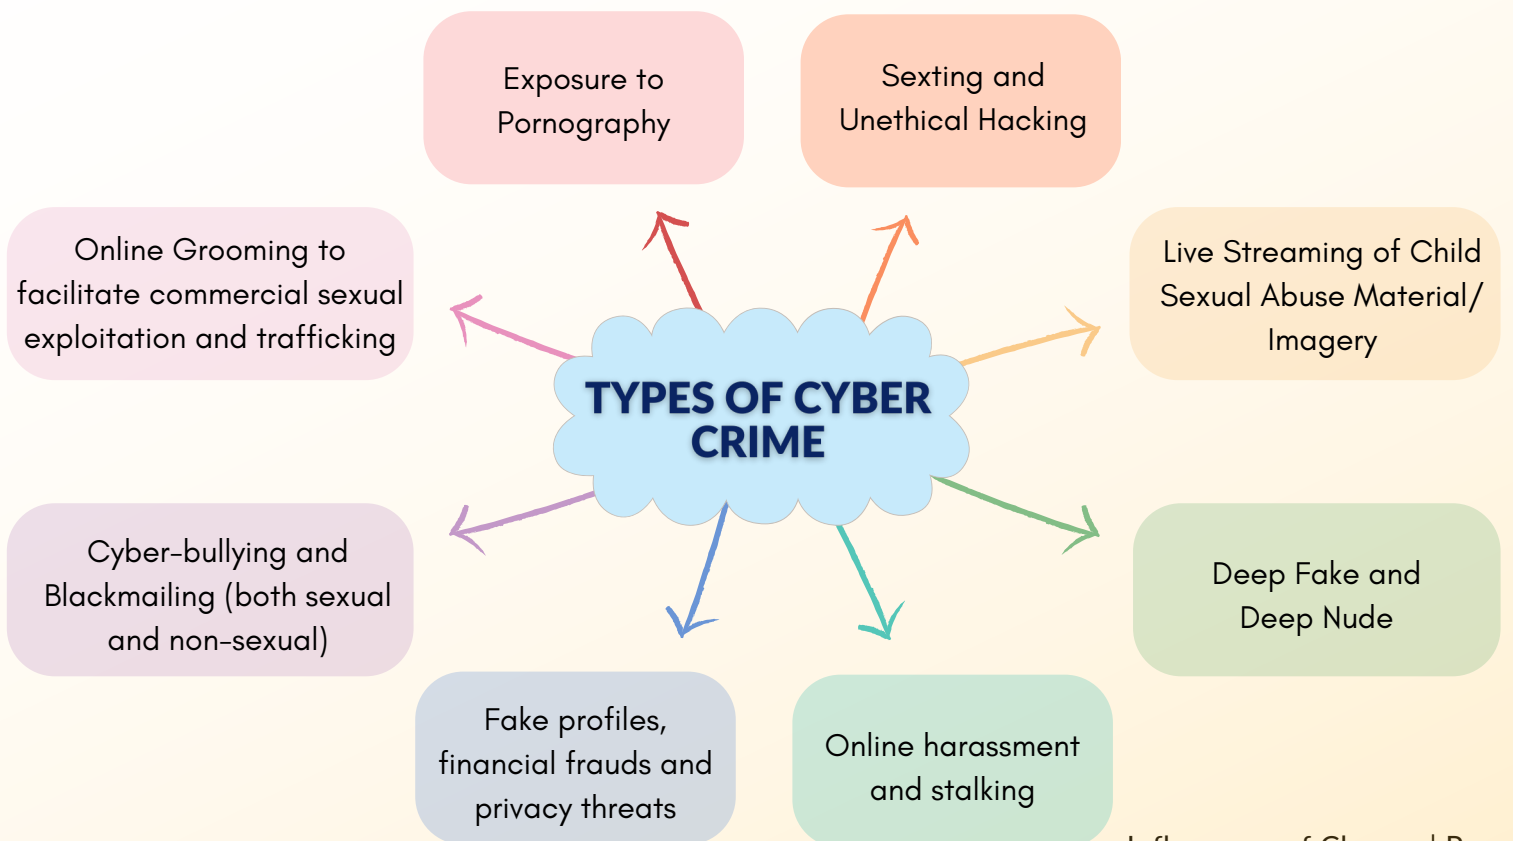 Exposure to
Pornography
Sexting and
Unethical Hacking
Online Grooming to
facilitate commercial sexual
exploitation and trafficking
Live Streaming of Child
Sexual Abuse Material/
Imagery
TYPES OF CYBER
CRIME
Cyber-bullying and
Blackmailing (both sexual
and non-sexual)
Deep Fake and
Deep Nude
Fake profiles,
financial frauds and
privacy threats
Online harassment
and stalking